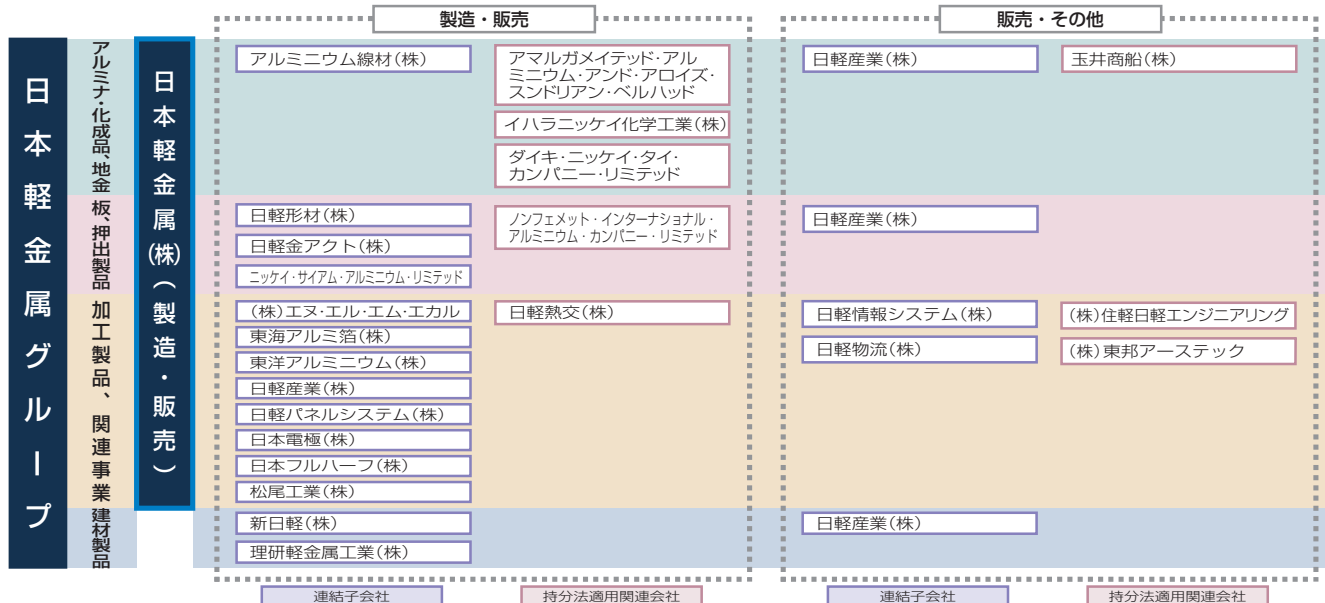 製造・販売
販売・その他
日本軽金属グループ
日本軽金属(株)(製造・販売)
アルミナ・化成品、地金
アルミニウム線材(株)
アマルガメイテッド・アル
ミニウム・アンド・アロイズ・
スンドリアン・ベルハッド
イハラニッケイ化学工業(株)
ダイキ・ニッケイ・タイ・
カンパニー・リミテッド
日軽産業(株)
玉井商船(株)
板、押出製品
日軽形材(株)
日軽金アクト(株)
ニッケイ・サイアム・アルミニウム・リミテッド
ノンフェメット・インターナショナル・
アルミニウム・カンパニー・リミテッド
日軽産業(株)
加工製品、関連事業
(株)エヌ・エル・エム・エカル
東海アルミ箔(株)
東洋アルミニウム(株)
日軽産業(株)
日軽パネルシステム(株)
日本電極(株)
日本フルハーフ(株)
松尾工業(株)
日軽熱交(株)
日軽情報システム(株)
日軽物流(株)
(株)住軽日軽エンジニアリング
(株)東邦アーステック
建材製品
新日軽(株)
理研軽金属工業(株)
日軽産業(株)
連結子会社
持分法適用関連会社
連結子会社
持分法適用関連会社